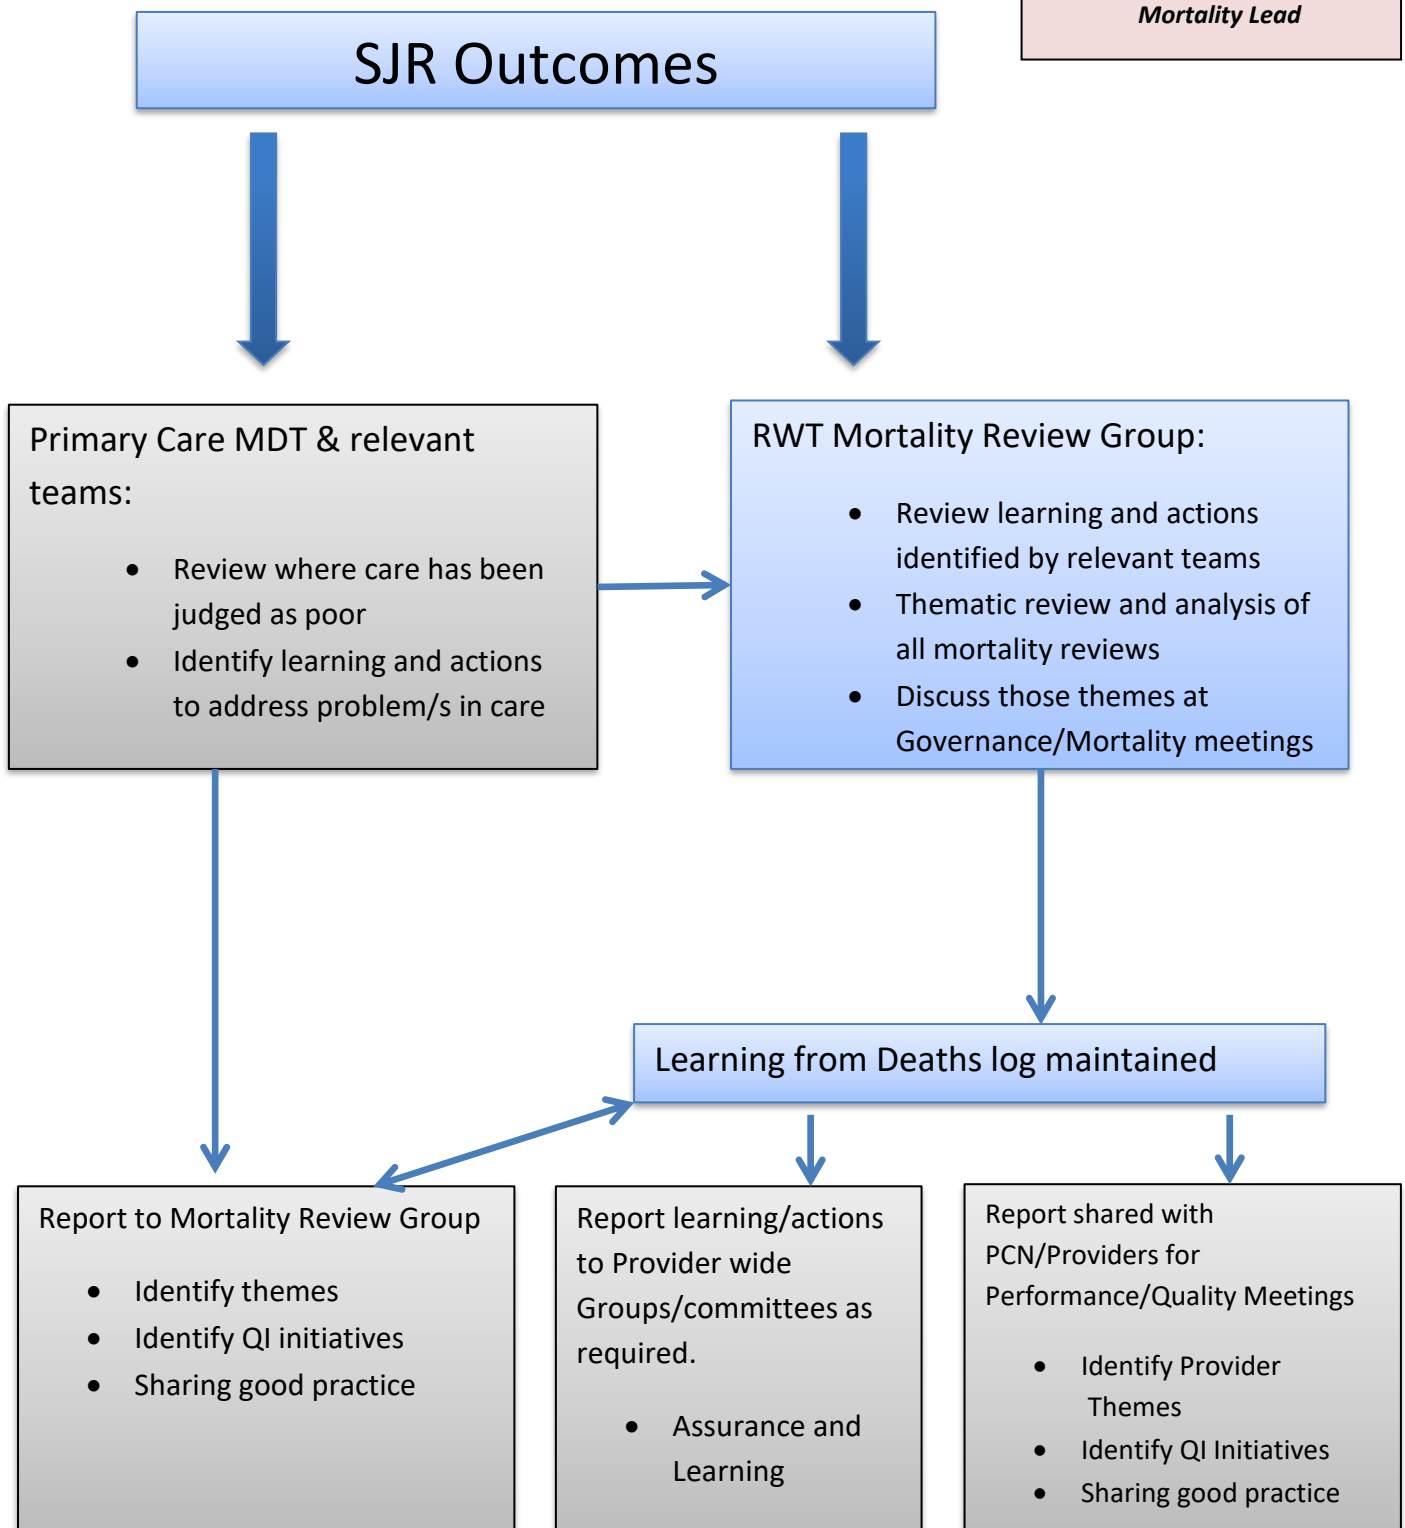 Mortality Lead
SJR Outcomes
Primary Care MDT & relevant
teams:
• Review where care has been
judged as poor
• Identify learning and actions
to address problem/s in care
RWT Mortality Review Group:
• Review learning and actions
identified by relevant teams
• Thematic review and analysis of
all mortality reviews
• Discuss those themes at
Governance/Mortality meetings
Learning from Deaths log maintained
Report to Mortality Review Group
• Identify themes
• Identify QI initiatives
• Sharing good practice
Report learning/actions
to Provider wide
Groups/committees as
required.
• Assurance and
Learning
Report shared with
PCN/Providers for
Performance/Quality Meetings
• Identify Provider
Themes
• Identify QI Initiatives
• Sharing good practice